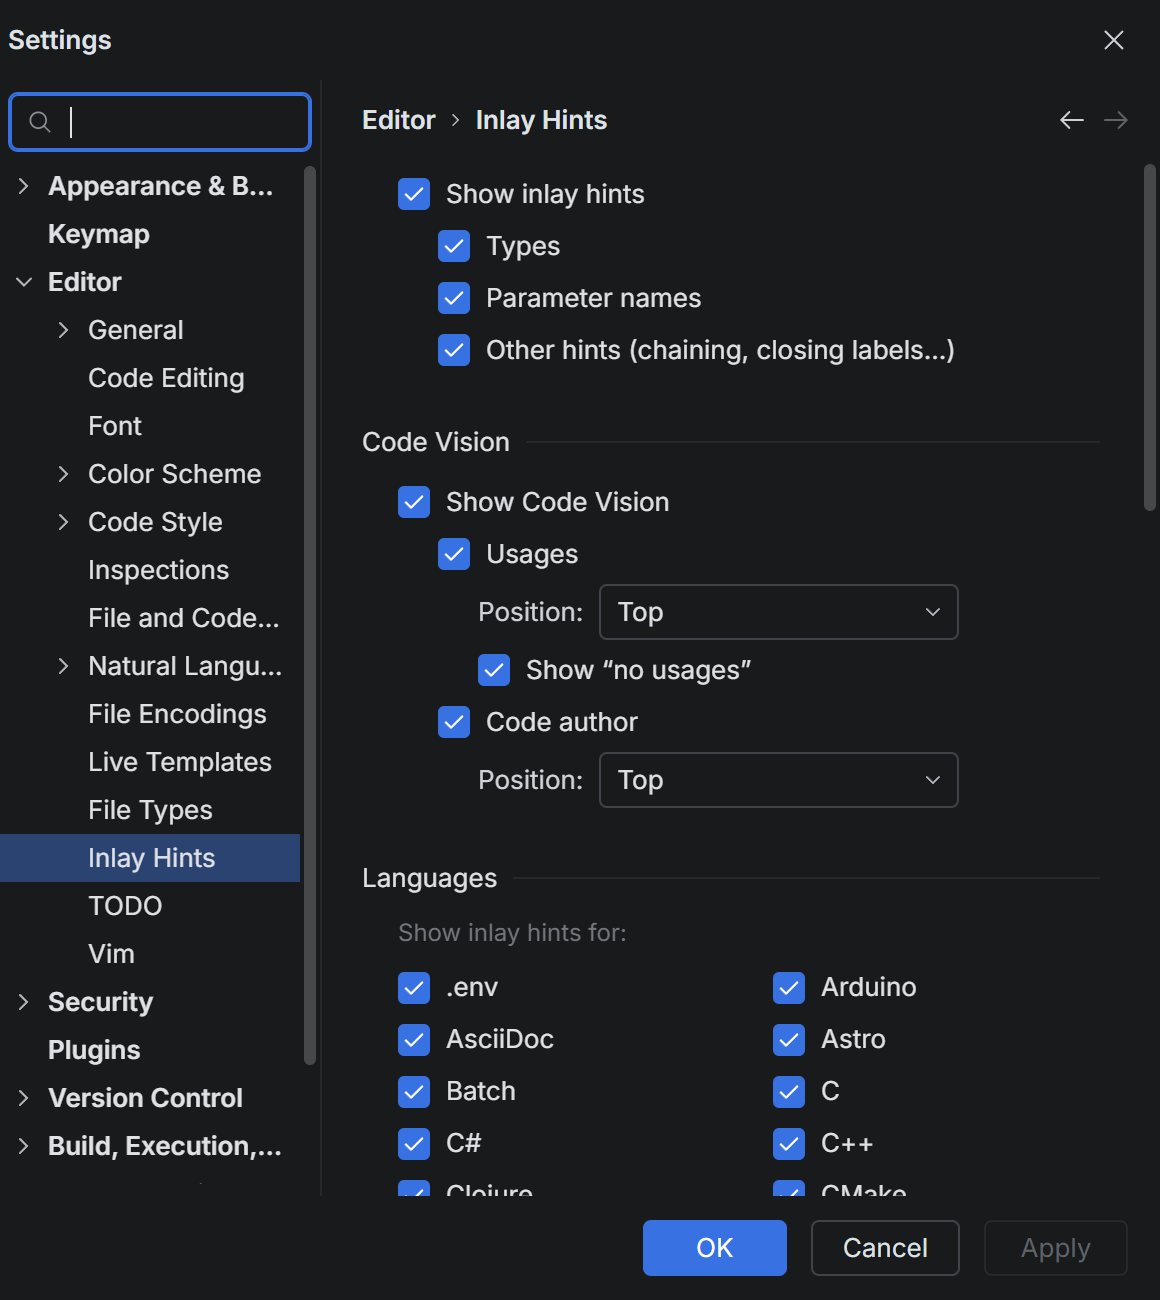 Settings
Appearance & B...
Keymap
Editor
General
Code Editing
Font
Color Scheme
Code Style
Inspections
File and Code...
Natural Langu...
File Encodings
Live Templates
File Types
Inlay Hints
TODO
Vim
Security
Plugins
Version Control
Build, Execution,...
Editor > Inlay Hints
Show inlay hints
Types
Parameter names
Other hints (chaining, closing labels...)
Code Vision
Show Code Vision
Usages
Position: Top
Show “no usages”
Code author
Position: Top
Languages
Show inlay hints for:
.env Arduino
AsciiDoc Astro
Batch C
C# C++
Clojure CMake
OK Cancel Apply